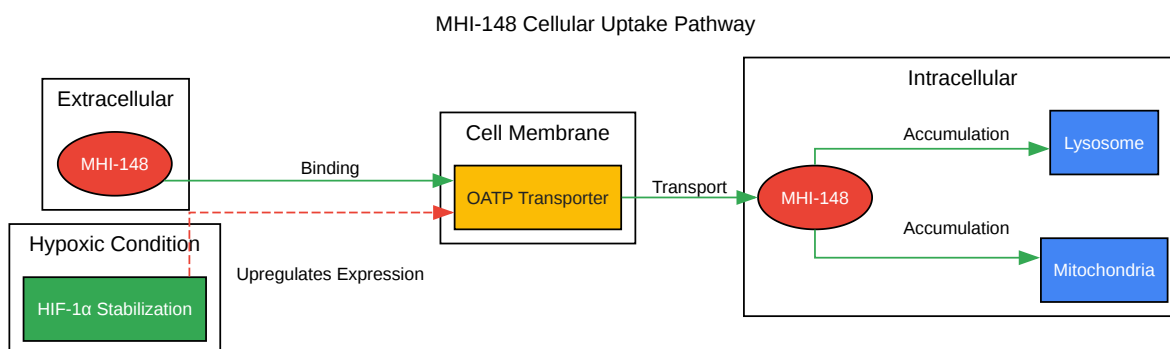 MHI-148 Cellular Uptake Pathway
Extracellular
MHI-148
Binding
Cell Membrane
OATP Transporter
Transport
Intracellular
MHI-148
Accumulation
Lysosome
Accumulation
Mitochondria
Hypoxic Condition
HIF-1α Stabilization
Upregulates Expression